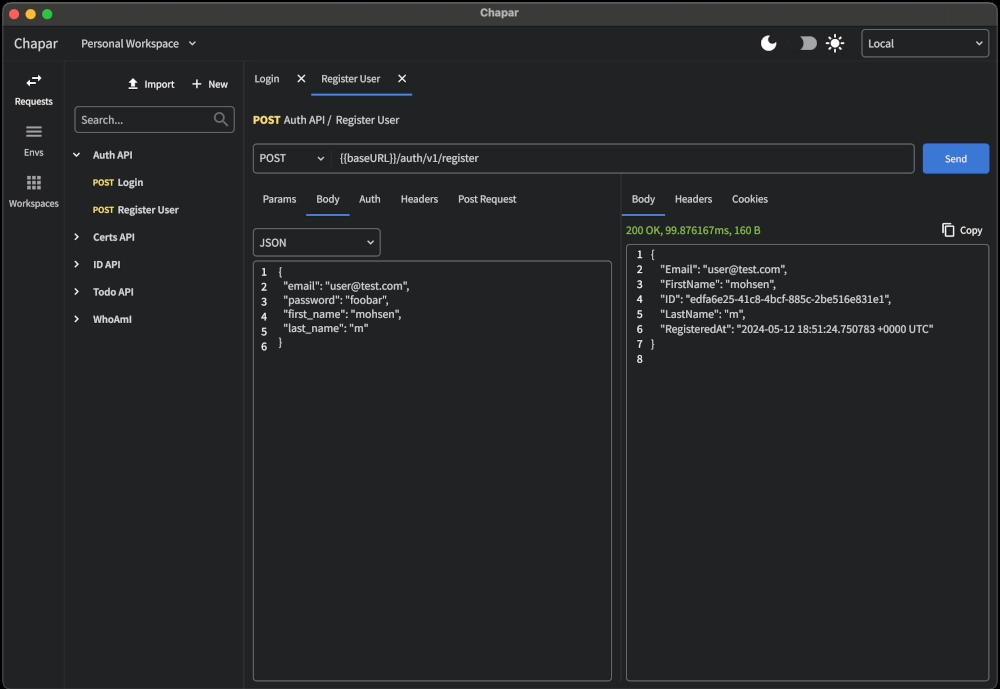 Chapar
Chapar
Personal Workspace
Local
Requests
Envs
Workspaces
Import
New
Search...
Auth API
POST Login
POST Register User
Certs API
ID API
Todo API
WhoAmI
Login
Register User
POST Auth API / Register User
POST
{{baseURL}}/auth/v1/register
Send
Params
Body
Auth
Headers
Post Request
JSON
1 {
2 "email": "user@test.com",
3 "password": "foobar",
4 "first_name": "mohsen",
5 "last_name": "m"
6 }
Body
Headers
Cookies
200 OK, 99.876167ms, 160 B
Copy
1 {
2 "Email": "user@test.com",
3 "FirstName": "mohsen",
4 "ID": "edfa6e25-41c8-4bcf-885c-2be516e831e1",
5 "LastName": "m",
6 "RegisteredAt": "2024-05-12 18:51:24.750783 +0000 UTC"
7 }
8